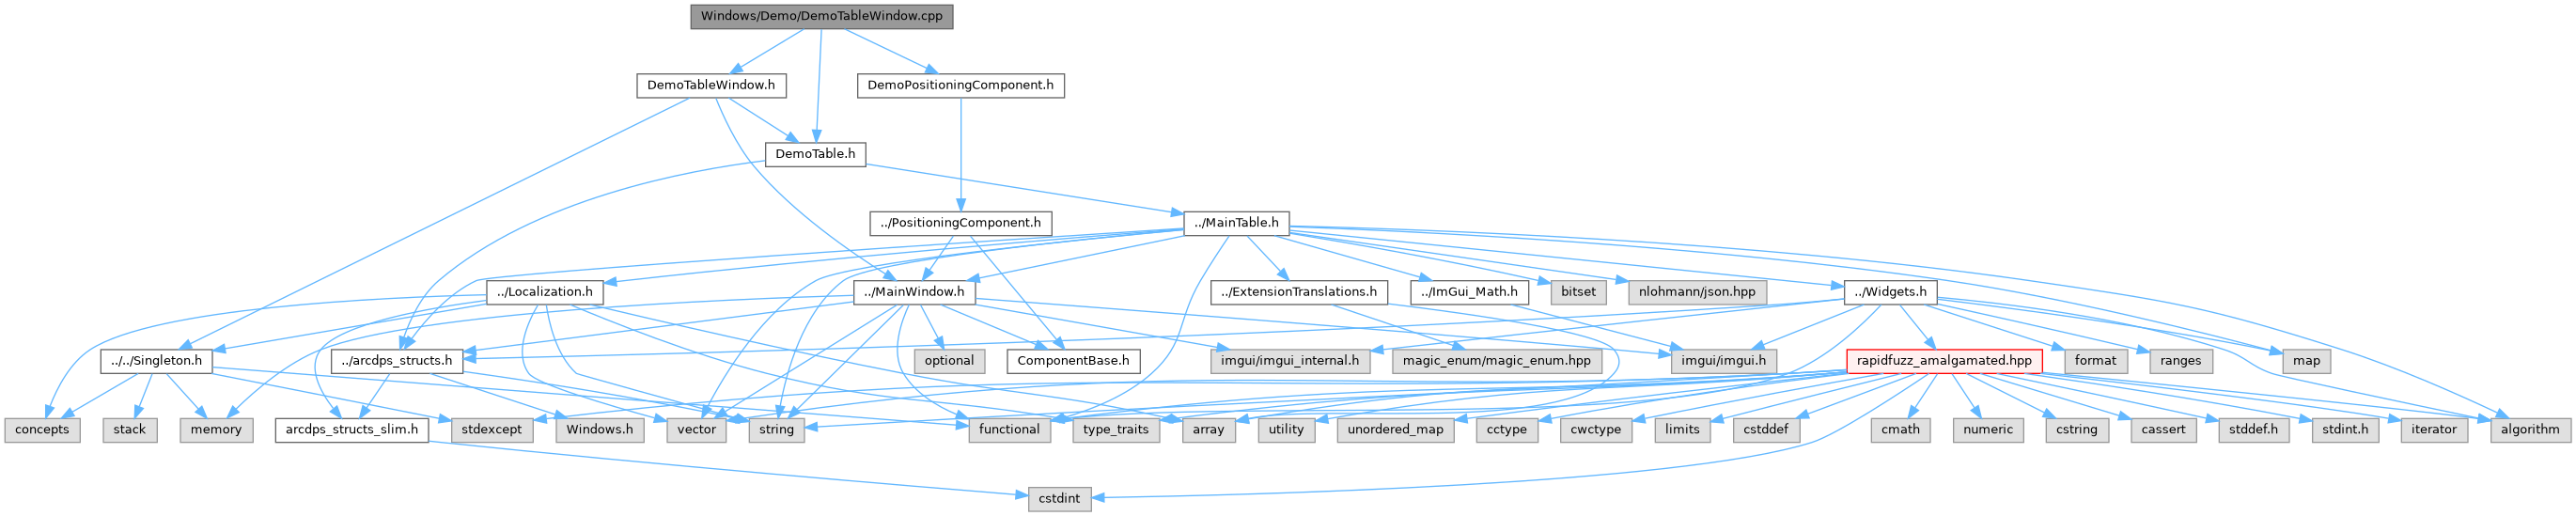 Windows/Demo/DemoTableWindow.cpp
DemoTableWindow.h
DemoPositioningComponent.h
DemoTable.h
../PositioningComponent.h
../MainTable.h
../Localization.h
../MainWindow.h
../ExtensionTranslations.h
../ImGui_Math.h
bitset
nlohmann/json.hpp
../Widgets.h
../../Singleton.h
../arcdps_structs.h
optional
ComponentBase.h
imgui/imgui_internal.h
magic_enum/magic_enum.hpp
imgui/imgui.h
rapidfuzz_amalgamated.hpp
format
ranges
map
concepts
stack
memory
arcdps_structs_slim.h
stdexcept
Windows.h
vector
string
functional
type_traits
array
utility
unordered_map
cctype
cwctype
limits
cstddef
cmath
numeric
cstring
cassert
stddef.h
stdint.h
iterator
algorithm
cstdint